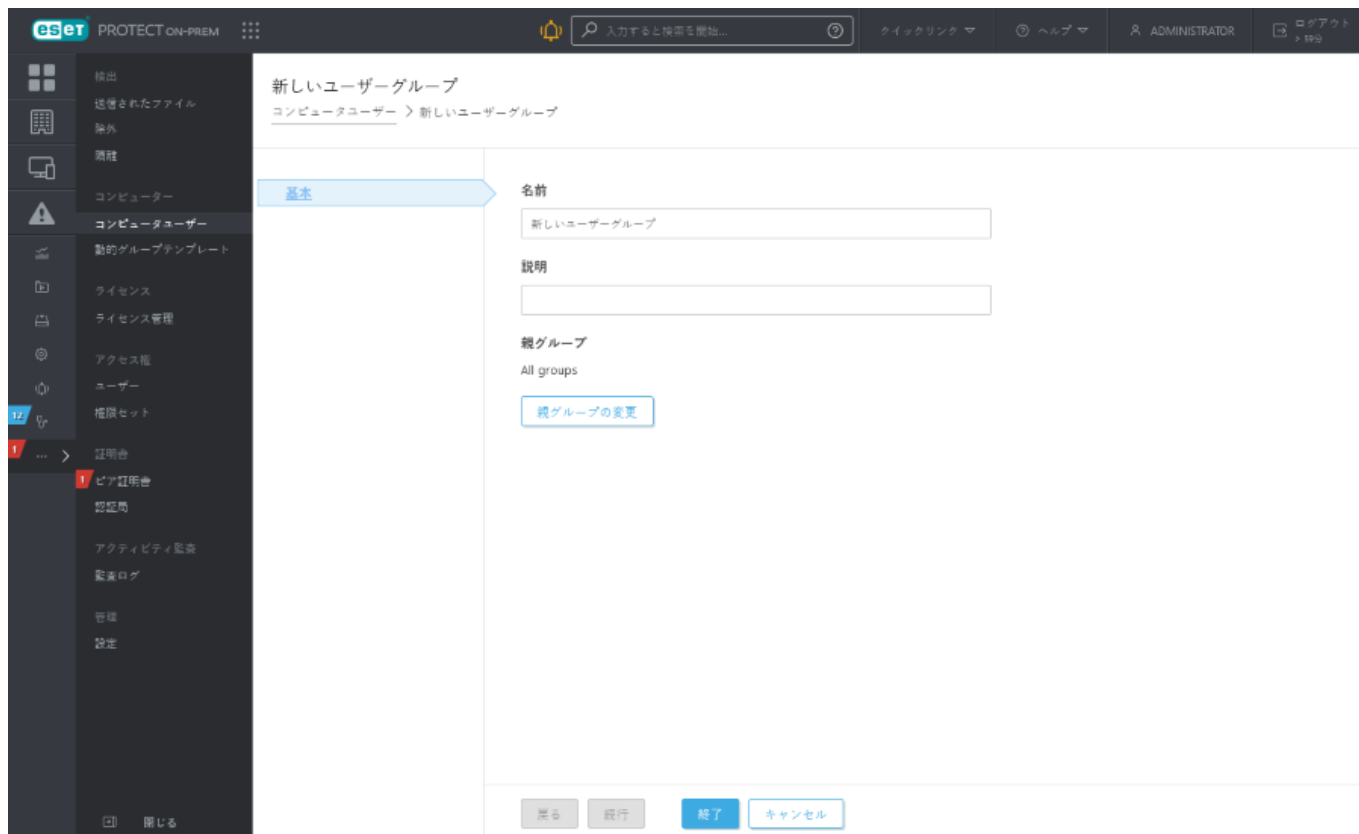 eset PROTECT ON-PREM
入力すると検索を開始...
クイックリンク
ヘルプ
ADMINISTRATOR
ログアウト
> 59分
検出
送信されたファイル
除外
隔離
コンピューター
コンピュータユーザー
動的グループテンプレート
ライセンス
ライセンス管理
アクセス権
ユーザー
権限セット
12
1
...
証明書
1 ピア証明書
認証局
アクティビティ監査
監査ログ
管理
設定
閉じる
新しいユーザーグループ
コンピュータユーザー > 新しいユーザーグループ
基本
名前
新しいユーザーグループ
説明
親グループ
All groups
親グループの変更
戻る
続行
終了
キャンセル